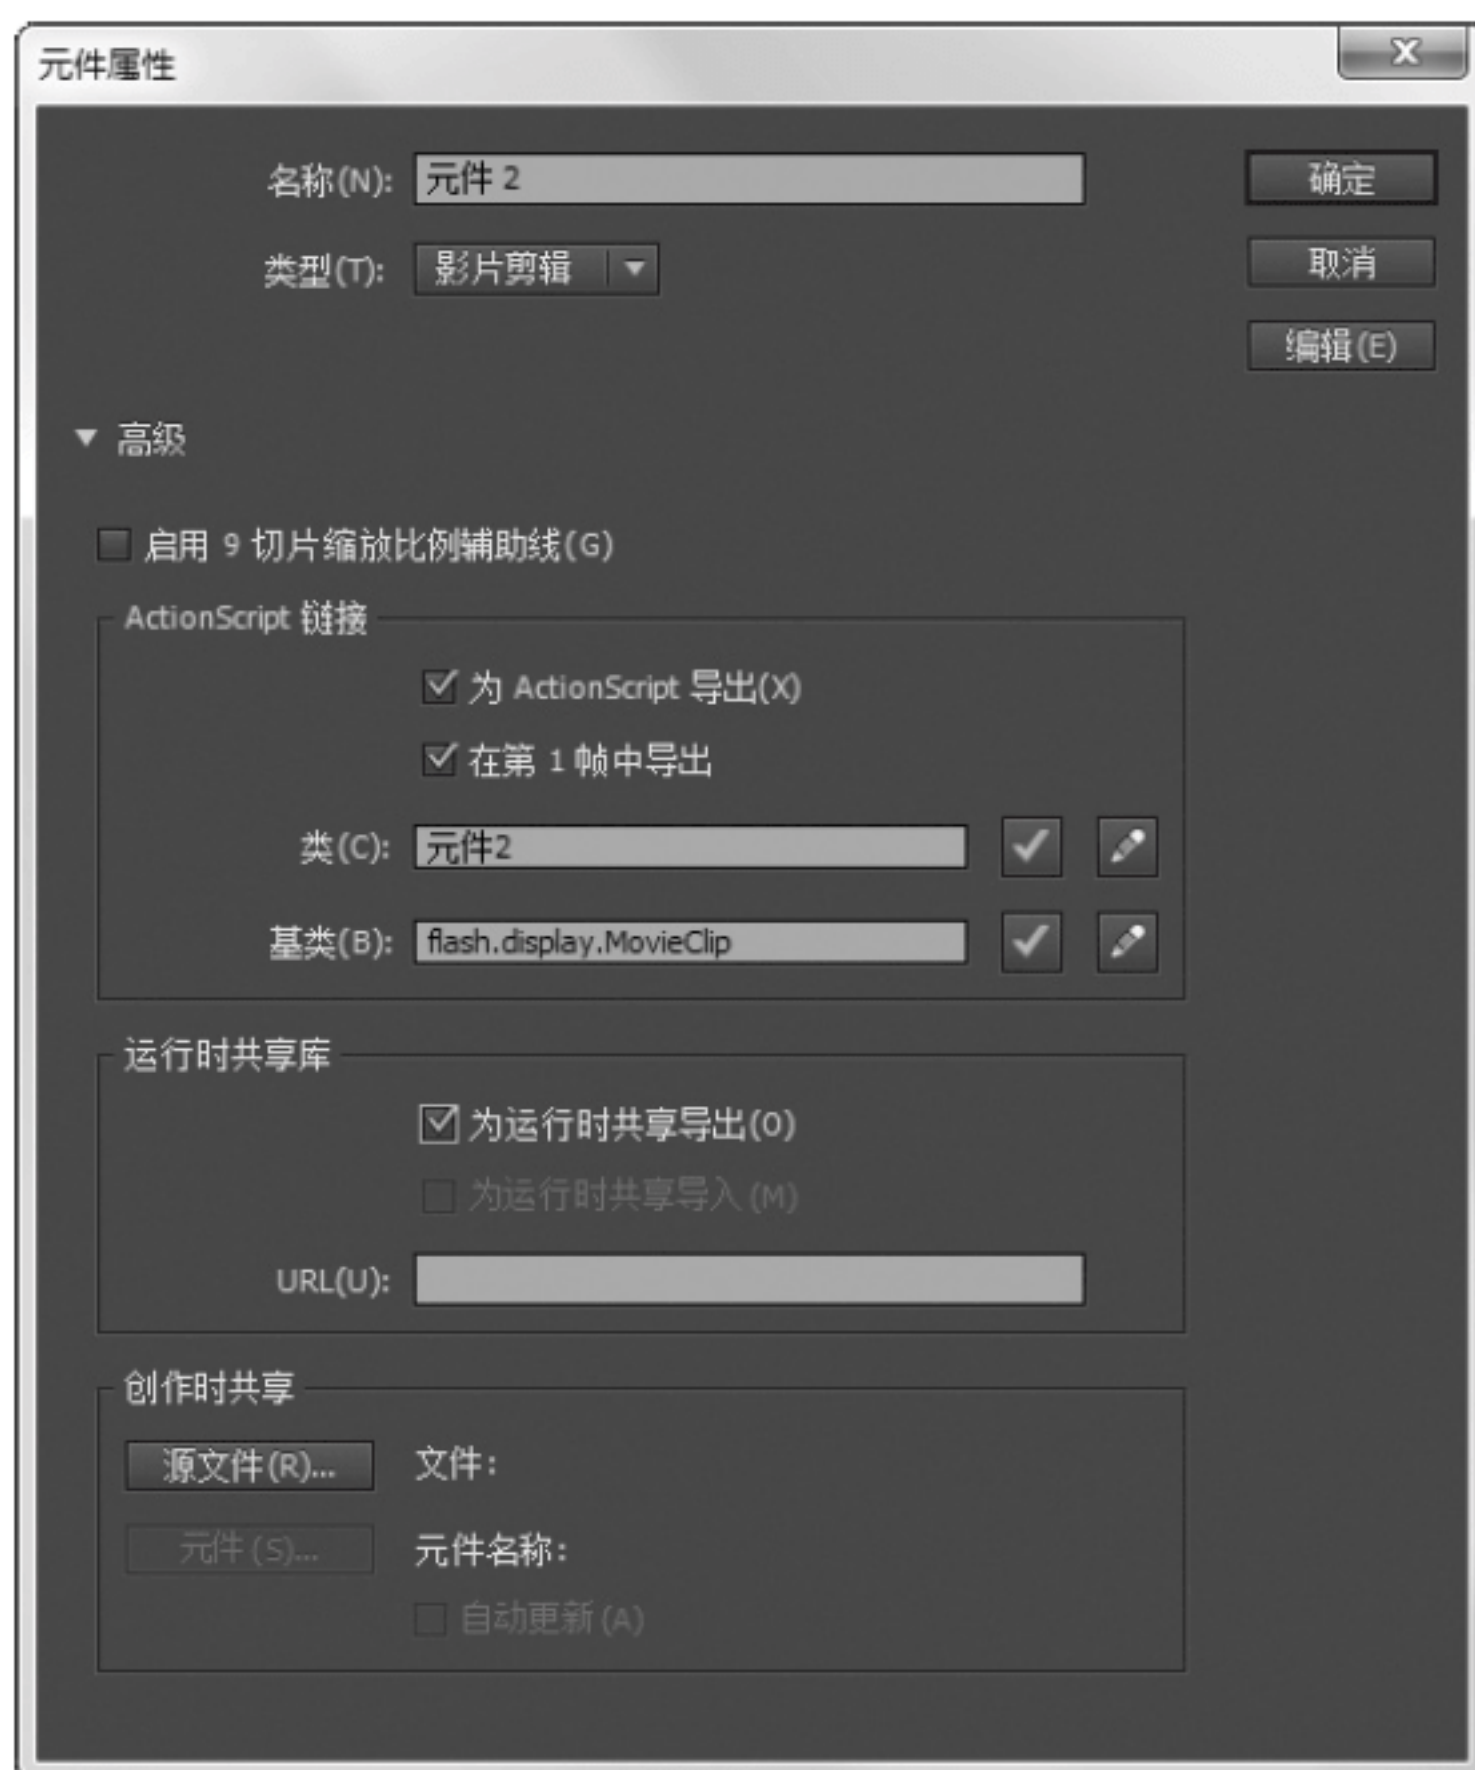 元件属性
名称(N): 元件 2 确定
类型(T): 影片剪辑 取消
编辑(E)
高级
启用 9 切片缩放比例辅助线(G)
ActionScript 链接
为 ActionScript 导出(X)
在第 1 帧中导出
类(C): 元件2
基类(B): flash.display.MovieClip
运行时共享库
为运行时共享导出(O)
为运行时共享导入(M)
URL(U):
创作时共享
源文件(R)... 文件:
元件(S)... 元件名称:
自动更新(A)